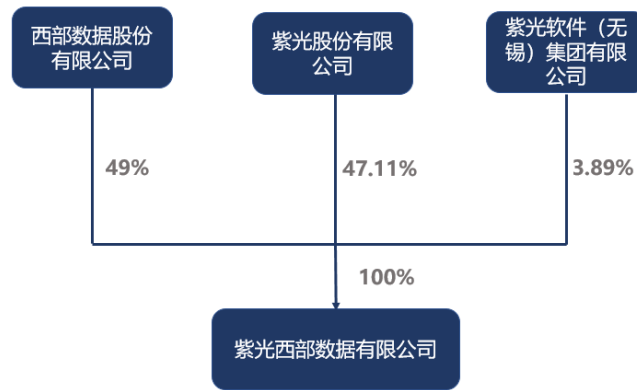 西部数据股份
有限公司
紫光股份有限
公司
紫光软件（无
锡）集团有限
公司
49%
47.11%
3.89%
100%
紫光西部数据有限公司